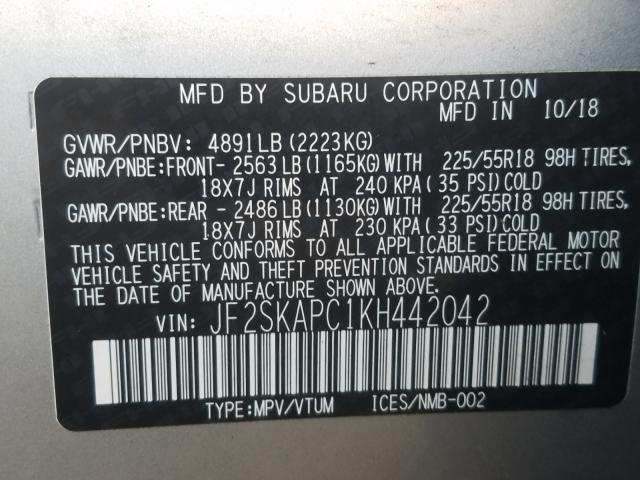 MFD BY SUBARU CORPORATION
MFD IN 10/18
GVWR/PNBV: 4891LB (2223KG)
GAWR/PNBE:FRONT- 2563LB (1165KG)WITH 225/55R18 98H TIRES,
18X7J RIMS AT 240 KPA( 35 PSI)COLD
GAWR/PNBE:REAR - 2486LB (1130KG)WITH 225/55R18 98H TIRES,
18X7J RIMS AT 230 KPA( 33 PSI)COLD
THIS VEHICLE CONFORMS TO ALL APPLICABLE FEDERAL MOTOR
VEHICLE SAFETY AND THEFT PREVENTION STANDARDS IN EFFECT ON
THE DATE OF MANUFACTURE SHOWN ABOVE.
VIN: JF2SKAPC1KH442042
TYPE:MPV/VTUM ICES/NMB-002